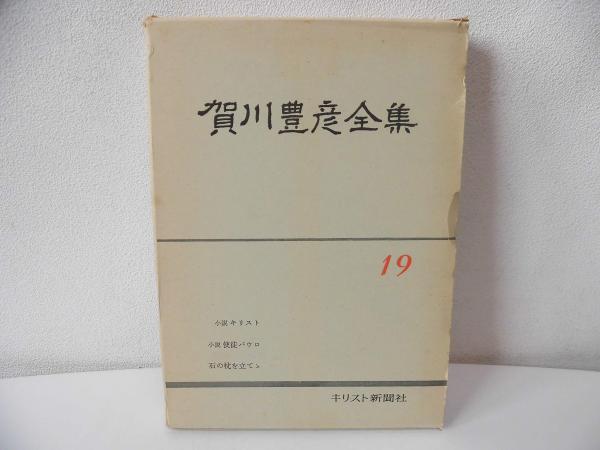 賀川豊彦全集
19
小説 キリスト
小説 使徒パウロ
石の枕を立てゝ
キリスト新聞社